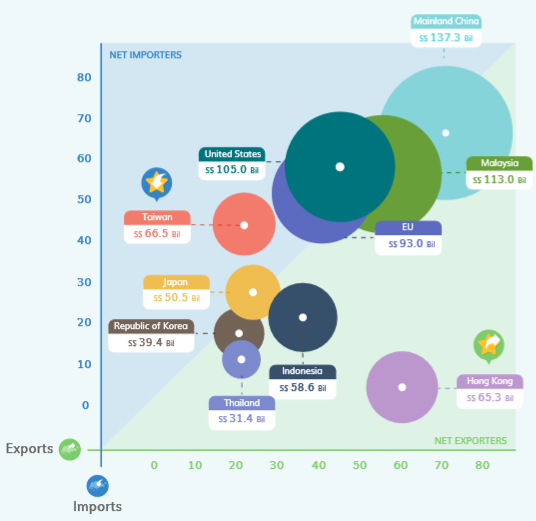 Mainland China
S$ 137.3 Bil
NET IMPORTERS
80
70
60
50
40
30
20
10
0
United States
S$ 105.0 Bil
Malaysia
S$ 113.0 Bil
Taiwan
S$ 66.5 Bil
EU
S$ 93.0 Bil
Japan
S$ 50.5 Bil
Republic of Korea
S$ 39.4 Bil
Indonesia
S$ 58.6 Bil
Hong Kong
S$ 65.3 Bil
Thailand
S$ 31.4 Bil
NET EXPORTERS
Exports
0 10 20 30 40 50 60 70 80
Imports